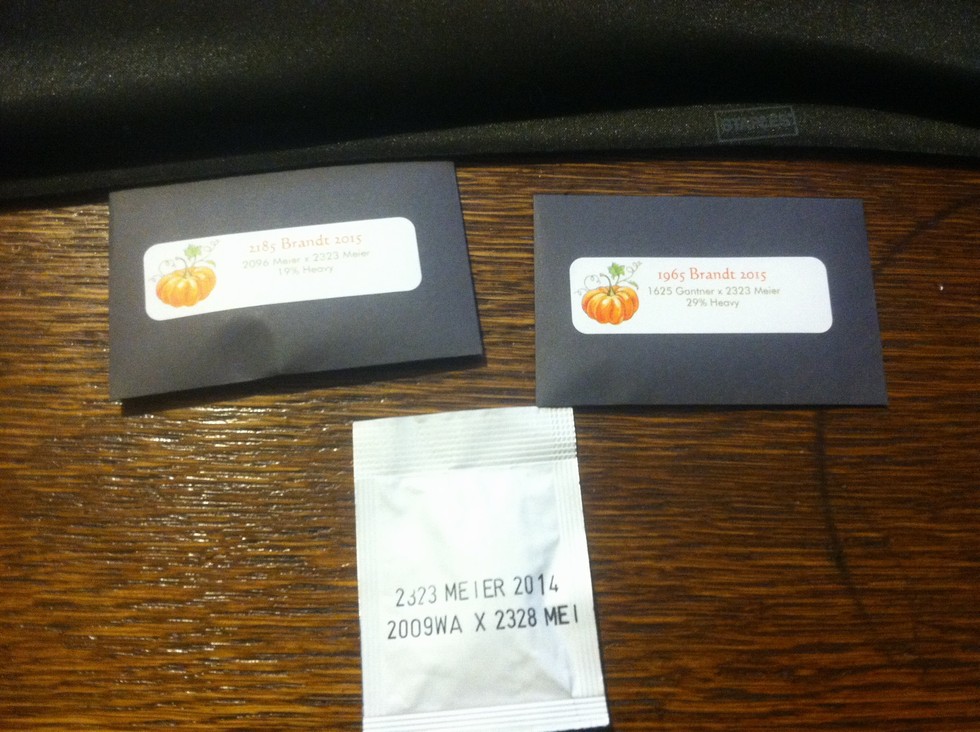 STAPLES
2185 Brandt 2015
2096 Meier x 2323 Meier
19% Heavy
1965 Brandt 2015
1625 Gantner x 2323 Meier
29% Heavy
2323 MEIER 2014
2009WA X 2328 MEI